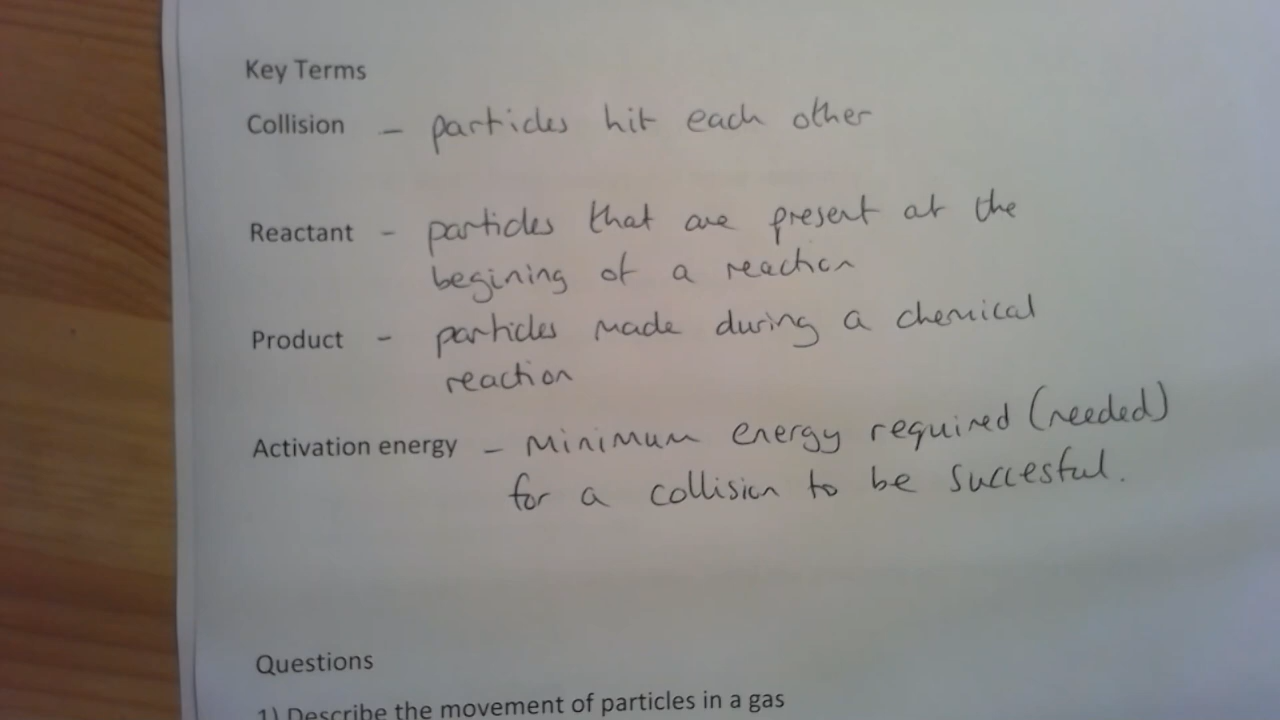 Key Terms
Collision - particles hit each other
Reactant - particles that are present at the
begining of a reaction
Product - particles made during a chemical
reaction
Activation energy - Minimum energy required (needed)
for a collision to be succesful.
Questions
1) Describe the movement of particles in a gas